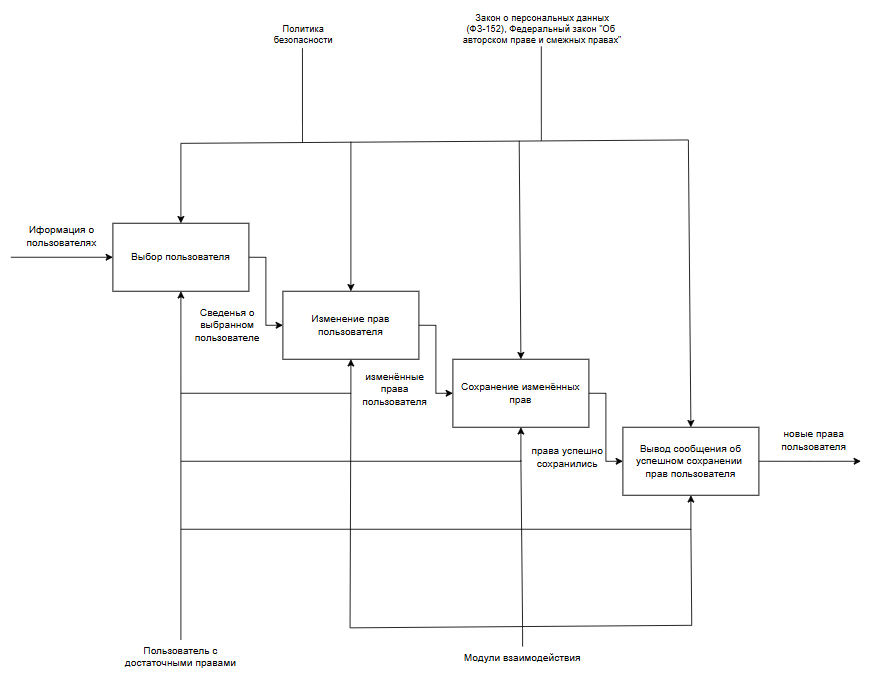 Политика
безопасности
Закон о персональных данных
(ФЗ-152), Федеральный закон "Об
авторском праве и смежных правах"
Иформация о
пользователях
Выбор пользователя
Сведенья о
выбранном
пользователе
Изменение прав
пользователя
изменённые
права
пользователя
Сохранение изменённых
прав
права успешно
сохранились
Вывод сообщения об
успешном сохранении
прав пользователя
новые права
пользователя
Пользователь с
достаточными правами
Модули взаимодействия